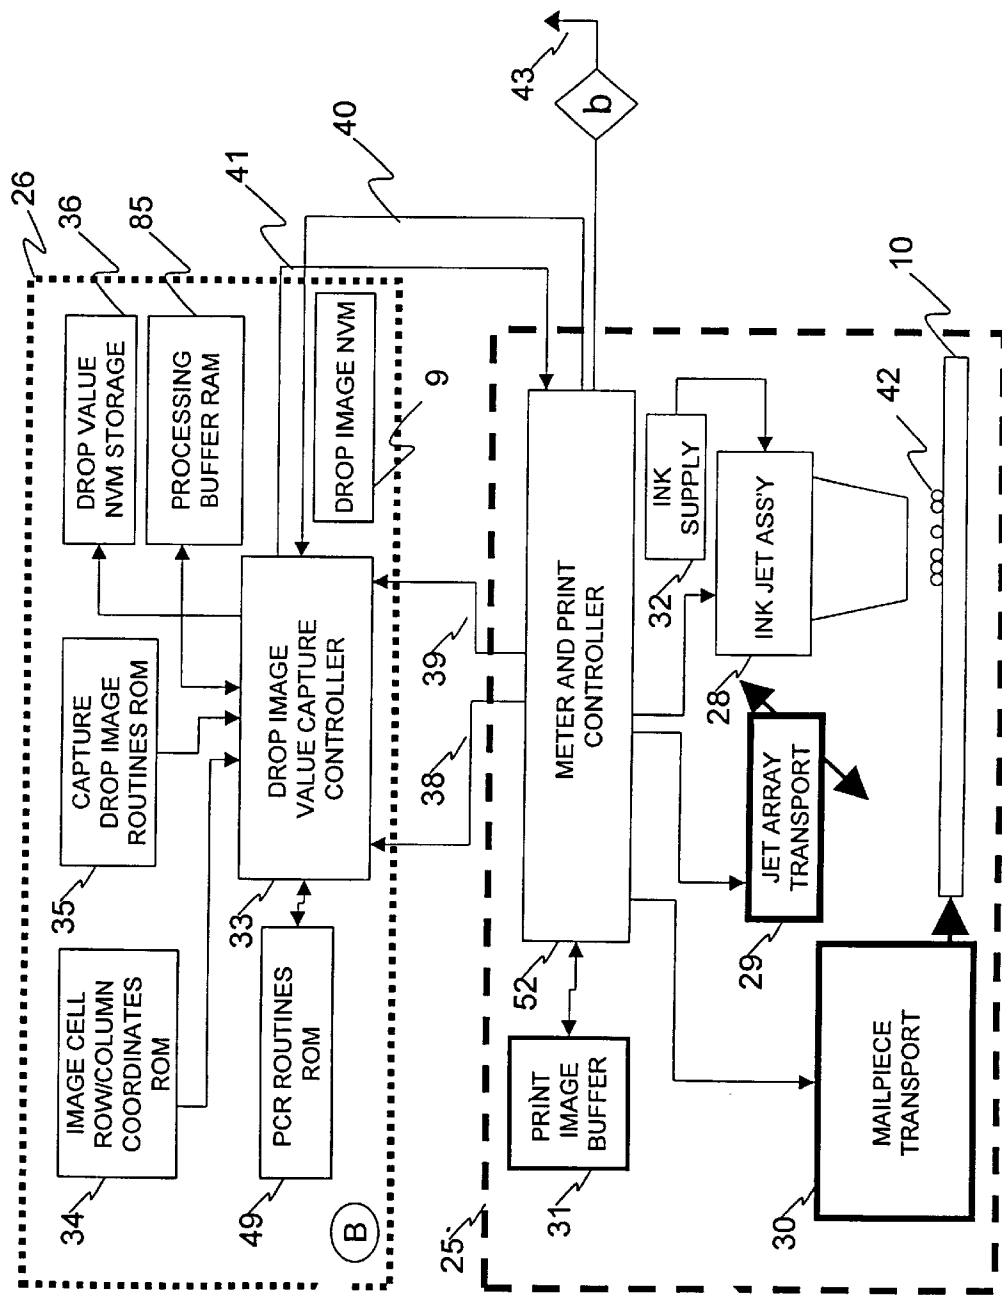 26
36
85
41
40
43
b
DROP VALUE
NVM STORAGE
PROCESSING
BUFFER RAM
DROP IMAGE NVM
9
CAPTURE
DROP IMAGE
ROUTINES ROM
35
IMAGE CELL
ROW/COLUMN
COORDINATES
ROM
34
DROP IMAGE
VALUE CAPTURE
CONTROLLER
33
PCR ROUTINES
ROM
49
B
39
38
METER AND PRINT
CONTROLLER
52
INK
SUPPLY
32
INK JET ASS'Y
28
10
42
JET ARRAY
TRANSPORT
29
PRINT
IMAGE
BUFFER
31
25
MAILPIECE
TRANSPORT
30